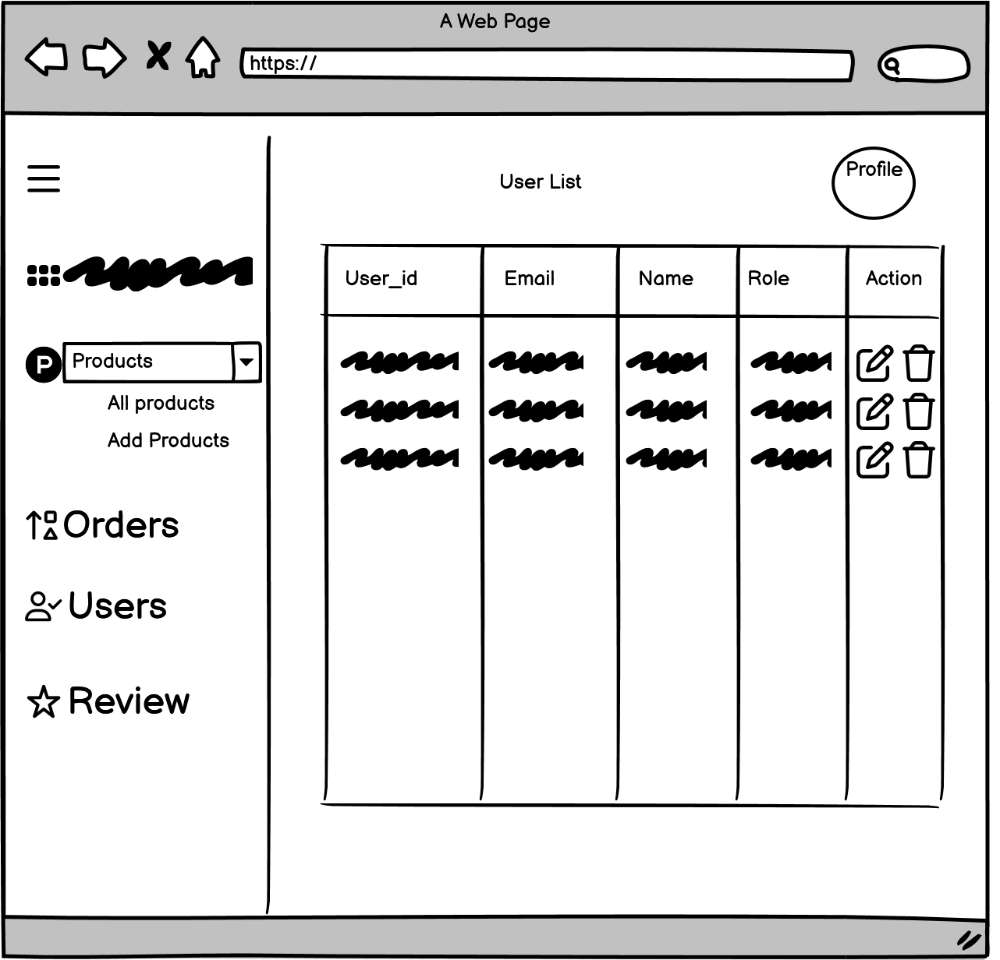 A Web Page
https://
User List
Profile
User_id Email Name Role Action
P Products
All products
Add Products
Orders
Users
Review